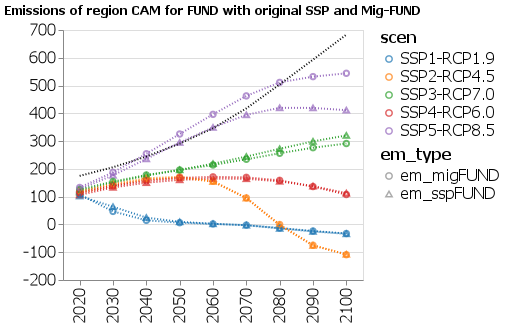 Emissions of region CAM for FUND with original SSP and Mig-FUND
700
600
500
400
300
200
100
0
-100
-200
2020
2030
2040
2050
2060
2070
2080
2090
2100
scen
SSP1-RCP1.9
SSP2-RCP4.5
SSP3-RCP7.0
SSP4-RCP6.0
SSP5-RCP8.5
em_type
em_migFUND
em_sspFUND